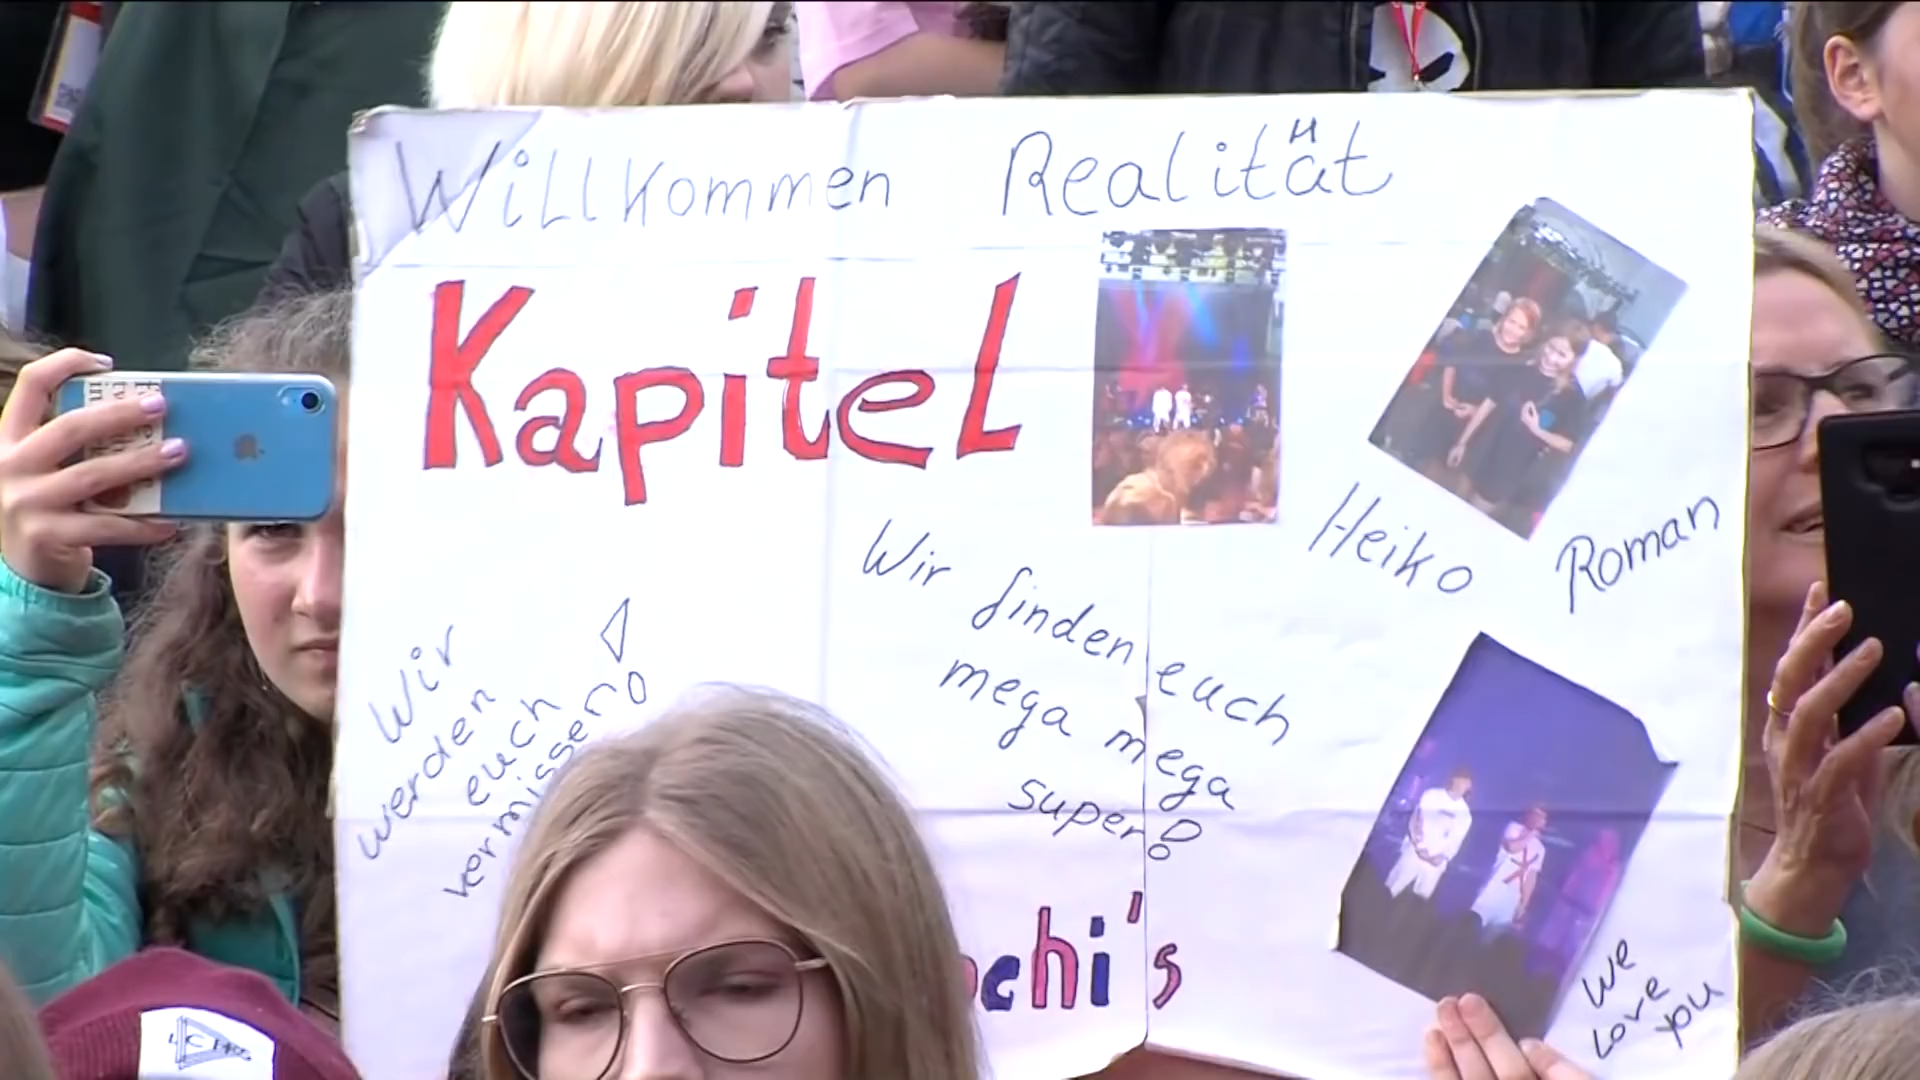 Willkommen Realität
Kapitel
Heiko
Roman
Wir finden euch
mega mega
super!
Wir
werden
euch
vermissen!
chi's
We
love
you